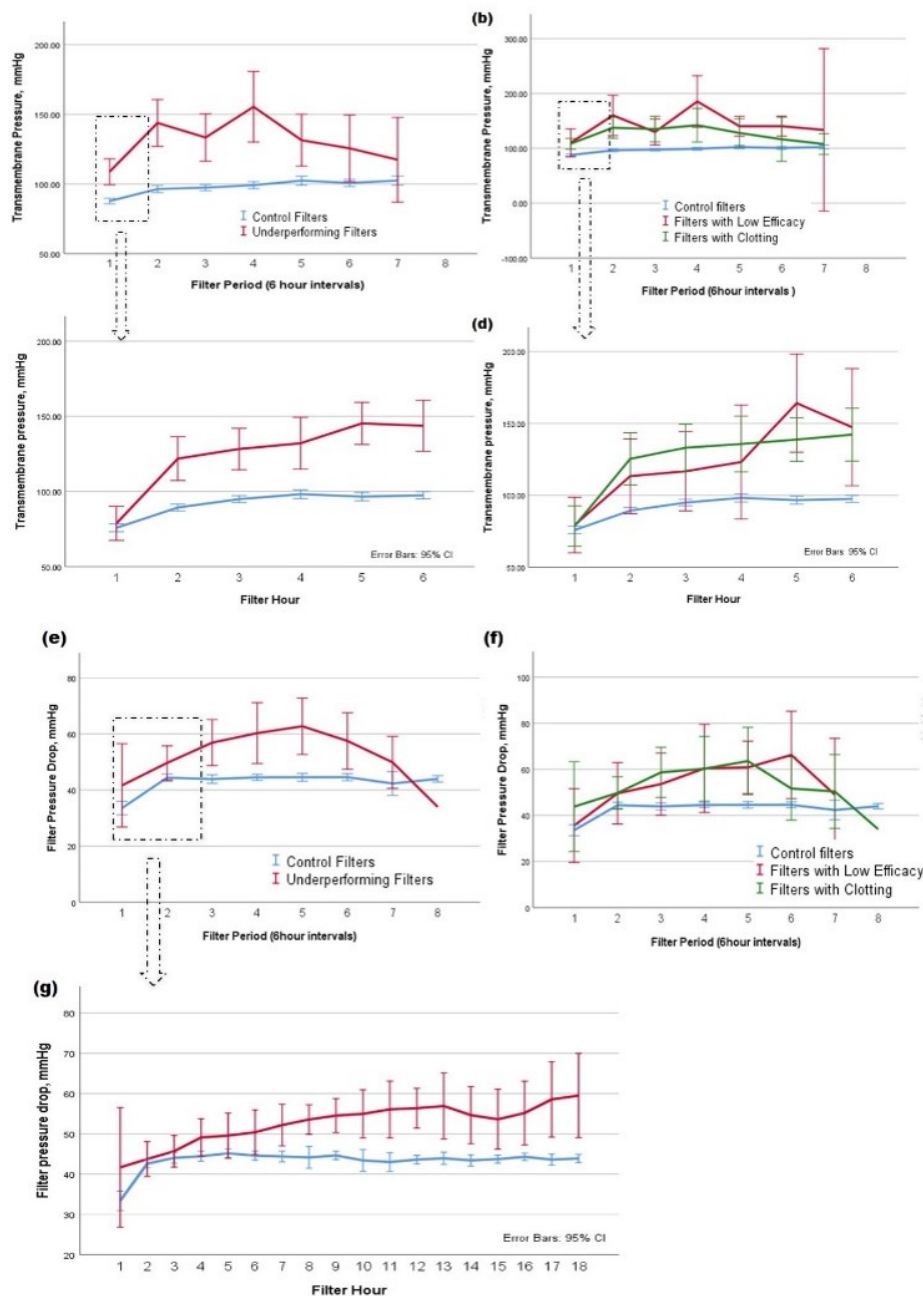 200.00
150.00
100.00
50.00
Transmembrane Pressure, mmHg
Control Filters
Underperforming Filters
1 2 3 4 5 6 7 8
Filter Period (6 hour intervals)
(b)
300.00
200.00
100.00
0.00
-100.00
Transmembrane Pressure, mmHg
Control filters
Filters with Low Efficacy
Filters with Clotting
1 2 3 4 5 6 7 8
Filter Period (6hour intervals )
200.00
150.00
100.00
50.00
Transmembrane pressure, mmHg
Error Bars: 95% CI
1 2 3 4 5 6
Filter Hour
(d)
200.00
150.00
100.00
50.00
Transmembrane pressure, mmHg
Error Bars: 95% CI
1 2 3 4 5 6
Filter Hour
(e)
80
60
40
20
0
Filter Pressure Drop, mmHg
Control Filters
Underperforming Filters
1 2 3 4 5 6 7 8
Filter Period (6hour intervals)
(f)
100
80
60
40
20
0
Filter Pressure Drop, mmHg
Control filters
Filters with Low Efficacy
Filters with Clotting
1 2 3 4 5 6 7 8
Filter Period (6hour intervals)
(g)
80
70
60
50
40
30
20
Filter pressure drop, mmHg
Error Bars: 95% CI
1 2 3 4 5 6 7 8 9 10 11 12 13 14 15 16 17 18
Filter Hour